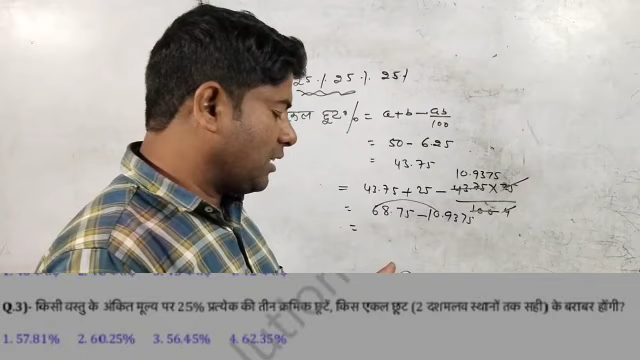 25% 25% 25%
छूट % = a+b - ab/100
= 50 - 6.25
= 43.75
10.9375
= 43.75 + 25 - 43.75 × 25/100 4
= 68.75 - 10.9375
=
Q.3)- किसी वस्तु के अंकित मूल्य पर 25% प्रत्येक की तीन क्रमिक छूटें, किस एकल छूट (2 दशमलव स्थानों तक सही) के बराबर होंगी?
1. 57.81% 2. 60.25% 3. 56.45% 4. 62.35%